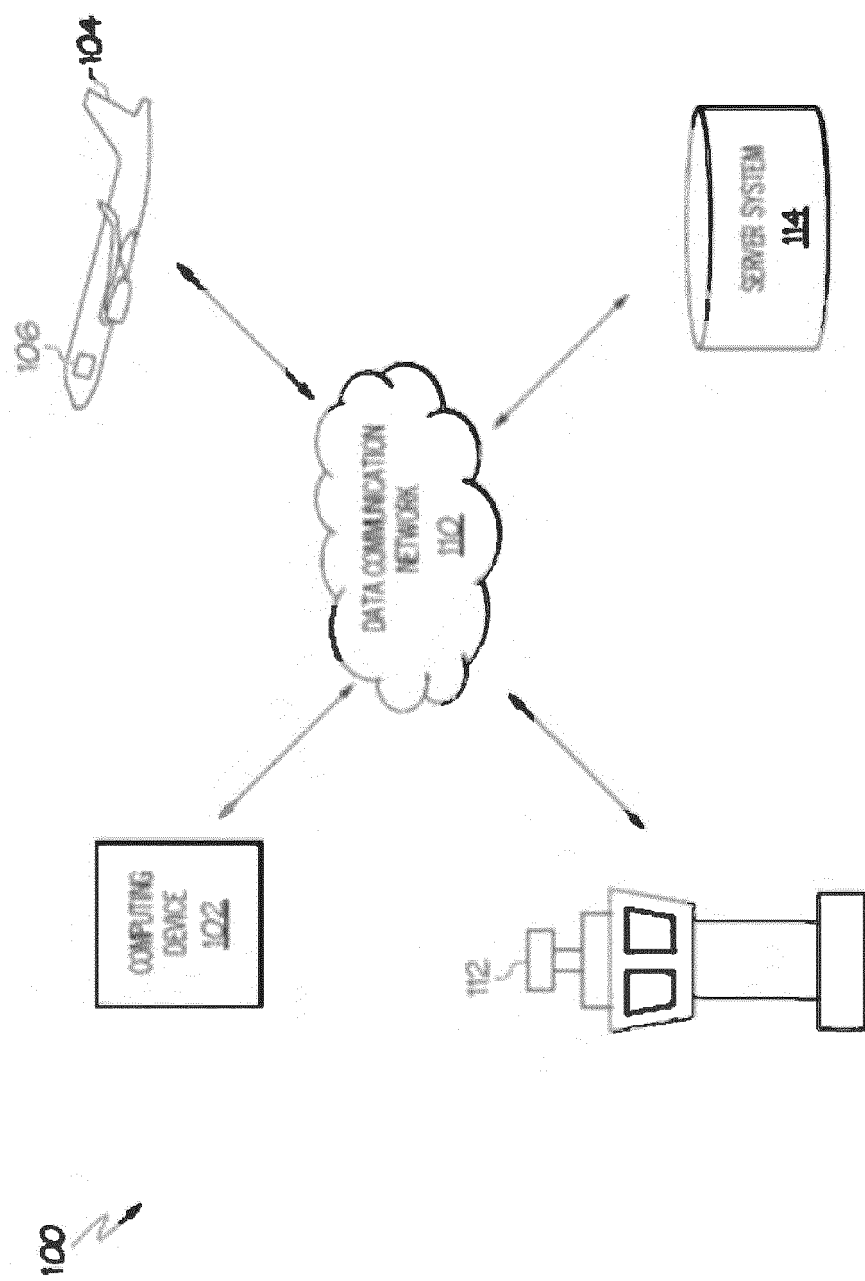 100
COMPUTING
DEVICE
102
106
104
DATA COMMUNICATION
NETWORK
110
112
SERVER SYSTEM
114